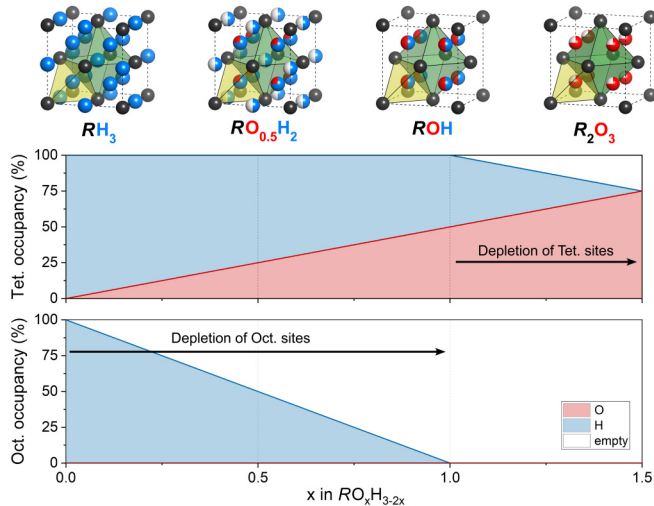 RH₃ RO₀.₅H₂ ROH R₂O₃
100
75
50
25
0
Tet. occupancy (%)
Depletion of Tet. sites
100
75
50
25
0
Oct. occupancy (%)
Depletion of Oct. sites
O
H
empty
0.0 0.5 1.0 1.5
x in ROₓH₃₋₂ₓ